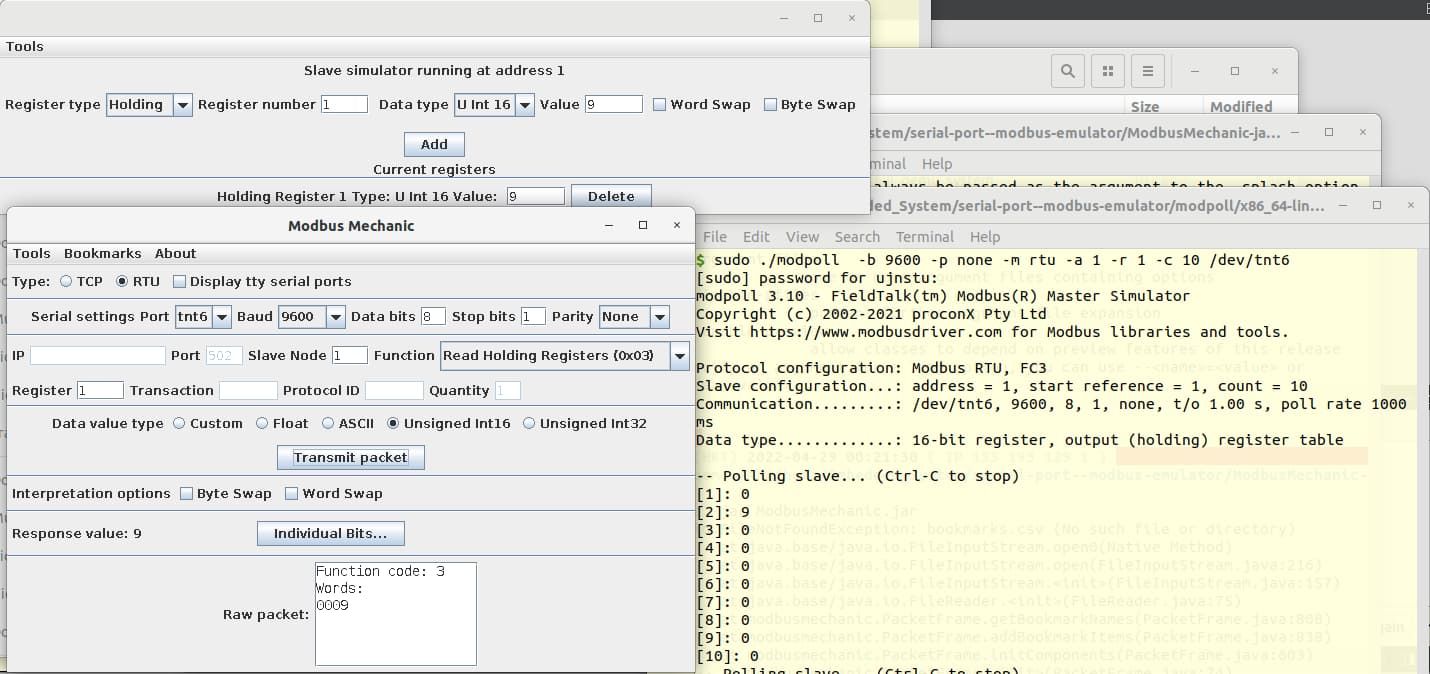 Tools
Slave simulator running at address 1
Register type Holding Register number 1 Data type U Int 16 Value 9 Word Swap Byte Swap
Add
Current registers
Holding Register 1 Type: U Int 16 Value: 9 Delete
Size Modified
stem/serial-port--modbus-emulator/ModbusMechanic-ja...
minal Help
always be passed as the argument to the -splash option
Modbus Mechanic
Tools Bookmarks About
Type: TCP RTU Display tty serial ports
Serial settings Port tnt6 Baud 9600 Data bits 8 Stop bits 1 Parity None
IP Port 502 Slave Node 1 Function Read Holding Registers (0x03)
Register 1 Transaction Protocol ID Quantity 1
Data value type Custom Float ASCII Unsigned Int16 Unsigned Int32
Transmit packet
Interpretation options Byte Swap Word Swap
Response value: 9 Individual Bits...
Raw packet:
Function code: 3
Words:
0009
ded_System/serial-port--modbus-emulator/modpoll/x86_64-lin...
File Edit View Search Terminal Help
$ sudo ./modpoll  -b 9600 -p none -m rtu -a 1 -r 1 -c 10 /dev/tnt6
[sudo] password for ujnstu:
modpoll 3.10 - FieldTalk(tm) Modbus(R) Master Simulator
Copyright (c) 2002-2021 proconX Pty Ltd
Visit https://www.modbusdriver.com for Modbus libraries and tools.
Protocol configuration: Modbus RTU, FC3
Slave configuration...: address = 1, start reference = 1, count = 10
Communication.........: /dev/tnt6, 9600, 8, 1, none, t/o 1.00 s, poll rate 1000
ms
Data type.............: 16-bit register, output (holding) register table
-- Polling slave... (Ctrl-C to stop)
[1]: 0
[2]: 9
[3]: 0
[4]: 0
[5]: 0
[6]: 0
[7]: 0
[8]: 0
[9]: 0
[10]: 0
-- Polling slave... (Ctrl-C to stop)